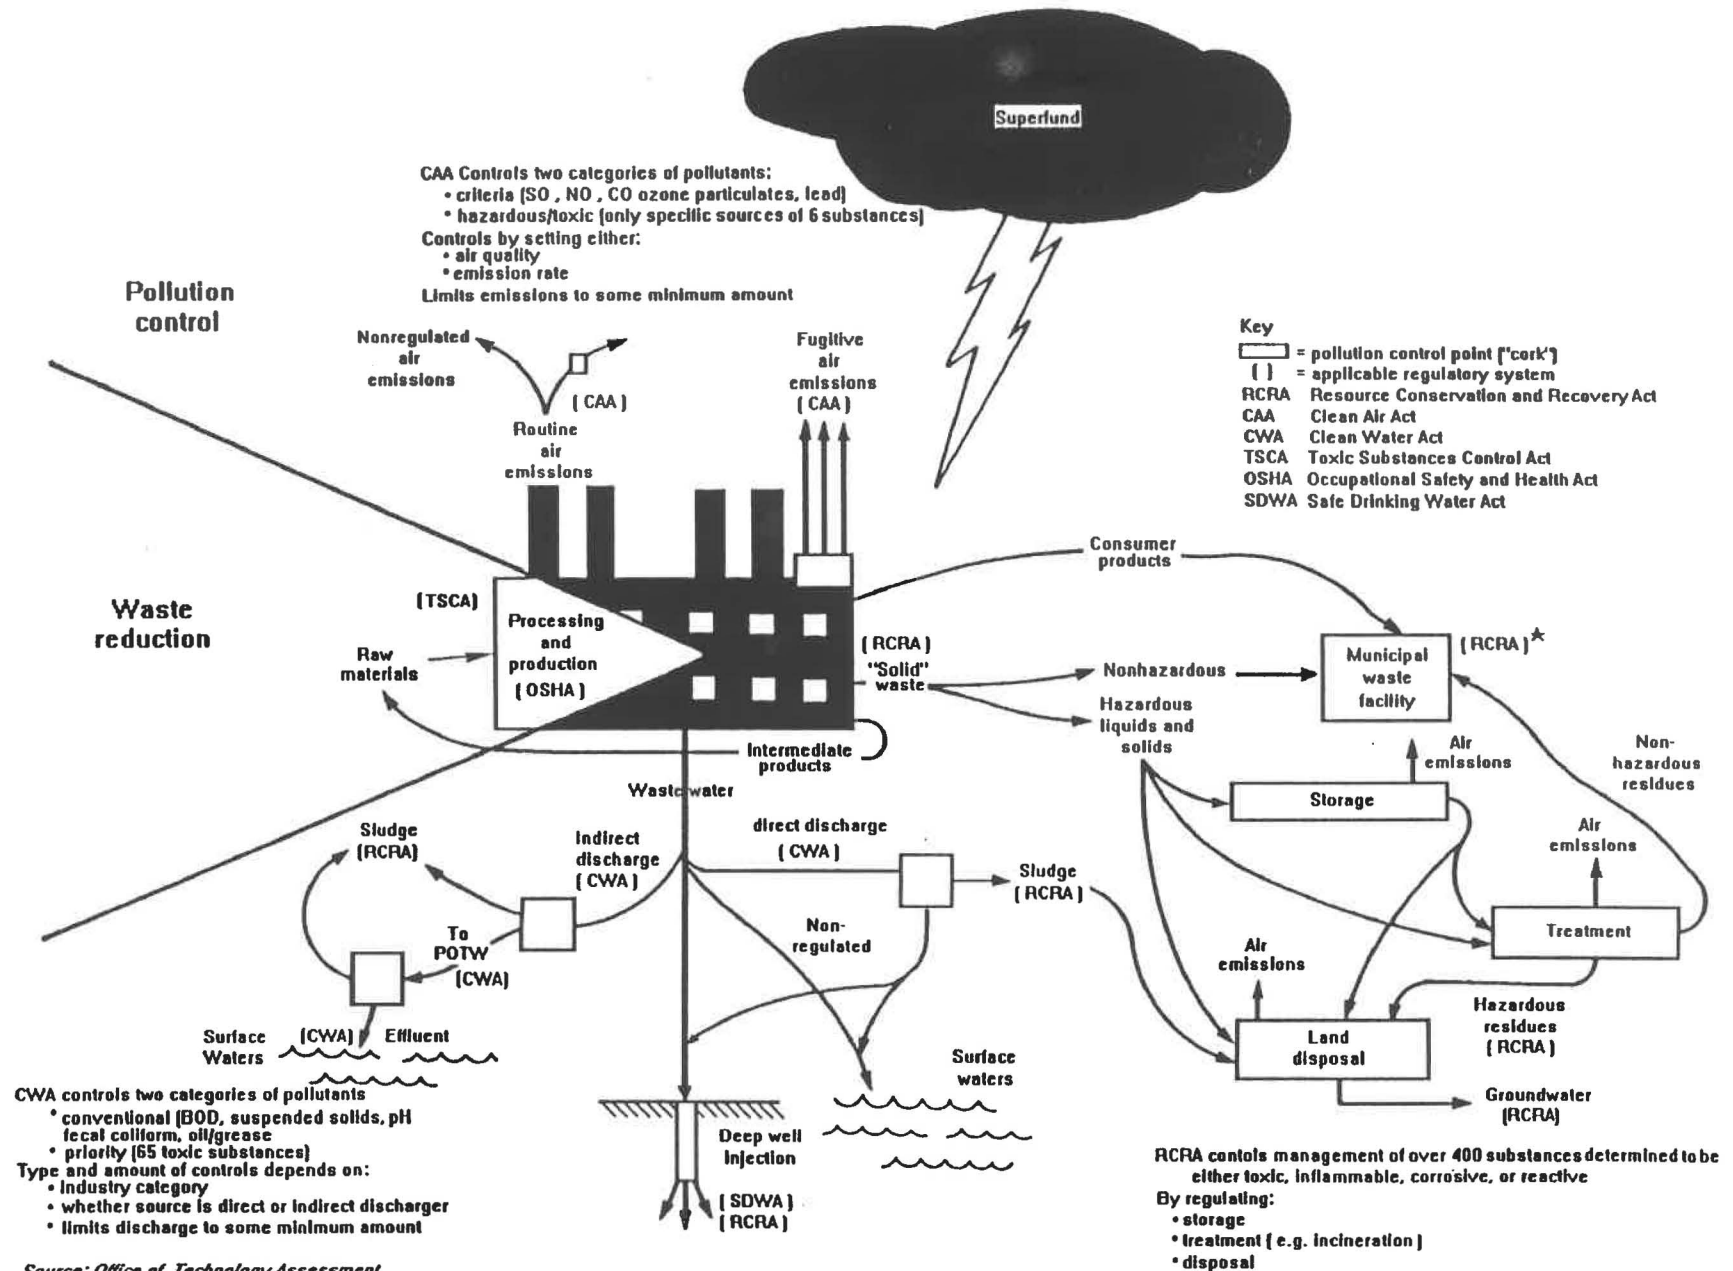 Superfund
CAA Controls two categories of pollutants:
• criteria (SO , NO , CO ozone particulates, lead)
• hazardous/toxic (only specific sources of 6 substances)
Controls by setting either:
• air quality
• emission rate
Limits emissions to some minimum amount
Pollution
control
Nonregulated
air
emissions
( CAA )
Routine
air
emissions
Fugitive
air
emissions
( CAA )
Key
= pollution control point ("cork")
( ) = applicable regulatory system
RCRA Resource Conservation and Recovery Act
CAA Clean Air Act
CWA Clean Water Act
TSCA Toxic Substances Control Act
OSHA Occupational Safety and Health Act
SDWA Safe Drinking Water Act
Waste
reduction
(TSCA)
Raw
materials
Processing
and
production
( OSHA )
Consumer
products
( RCRA )
"Solid"
waste
Nonhazardous
Hazardous
liquids and
solids
Municipal
waste
facility
( RCRA ) *
Intermediate
products
Air
emissions
Storage
Non-
hazardous
residues
Waste water
Sludge
(RCRA)
Indirect
discharge
( CWA )
direct discharge
( CWA )
Sludge
( RCRA )
Air
emissions
Treatment
To
POTW
(CWA)
Non-
regulated
Air
emissions
Hazardous
residues
( RCRA )
Land
disposal
Surface
Waters
(CWA)
Effluent
Surface
waters
Groundwater
(RCRA)
Deep well
Injection
( SDWA )
( RCRA )
CWA controls two categories of pollutants
• conventional (BOD, suspended solids, pH
fecal coliform, oil/grease
• priority (65 toxic substances)
Type and amount of controls depends on:
• industry category
• whether source is direct or indirect discharger
• limits discharge to some minimum amount
RCRA contols management of over 400 substances determined to be
either toxic, inflammable, corrosive, or reactive
By regulating:
• storage
• treatment ( e.g. incineration )
• disposal
Source: Office of Technology Assessment